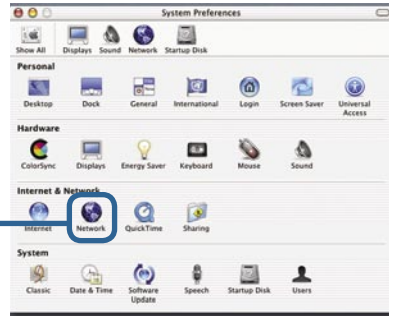 System Preferences
Show All Displays Sound Network Startup Disk
Personal
Desktop Dock General International Login Screen Saver Universal Access
Hardware
ColorSync Displays Energy Saver Keyboard Mouse Sound
Internet & Network
Internet Network QuickTime Sharing
System
Classic Date & Time Software Update Speech Startup Disk Users